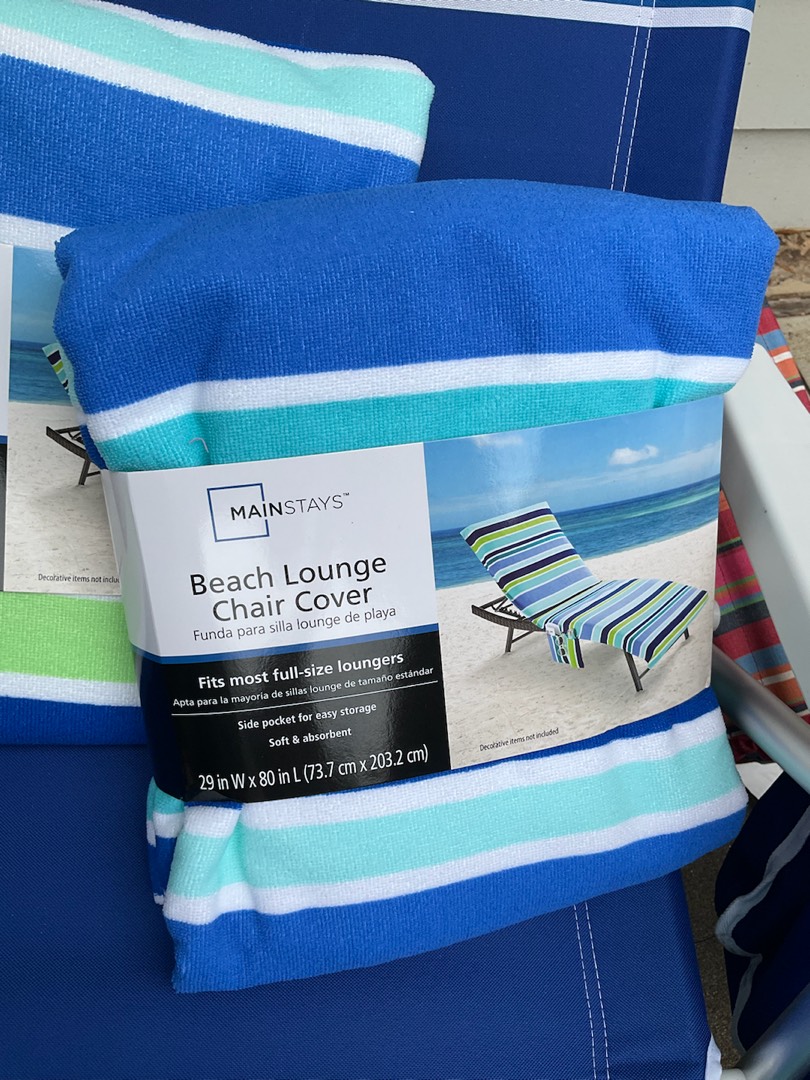 MAINSTAYS™
Beach Lounge
Chair Cover
Funda para silla lounge de playa
Fits most full-size loungers
Apta para la mayoría de sillas lounge de tamaño estándar
Side pocket for easy storage
Soft & absorbent
29 in W x 80 in L (73.7 cm x 203.2 cm)
Decorative items not included
Decorative items not inclu